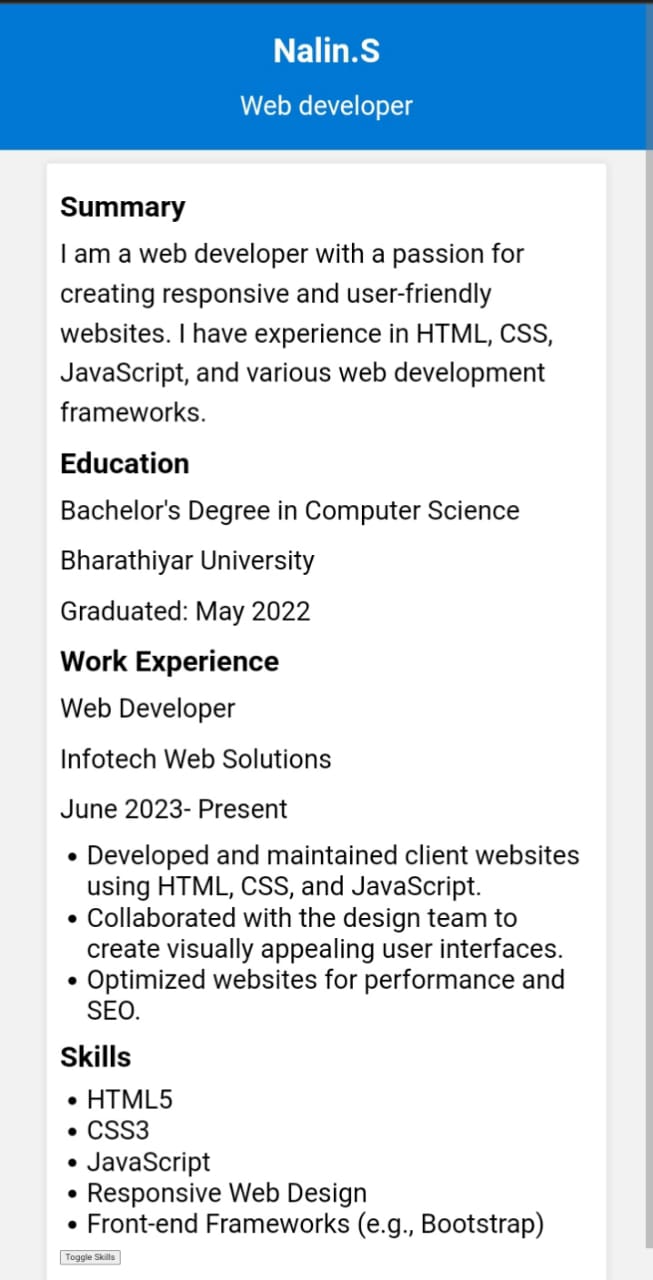 Nalin.S
Web developer
Summary
I am a web developer with a passion for
creating responsive and user-friendly
websites. I have experience in HTML, CSS,
JavaScript, and various web development
frameworks.
Education
Bachelor's Degree in Computer Science
Bharathiyar University
Graduated: May 2022
Work Experience
Web Developer
Infotech Web Solutions
June 2023- Present
• Developed and maintained client websites
using HTML, CSS, and JavaScript.
• Collaborated with the design team to
create visually appealing user interfaces.
• Optimized websites for performance and
SEO.
Skills
• HTML5
• CSS3
• JavaScript
• Responsive Web Design
• Front-end Frameworks (e.g., Bootstrap)
Toggle Skills